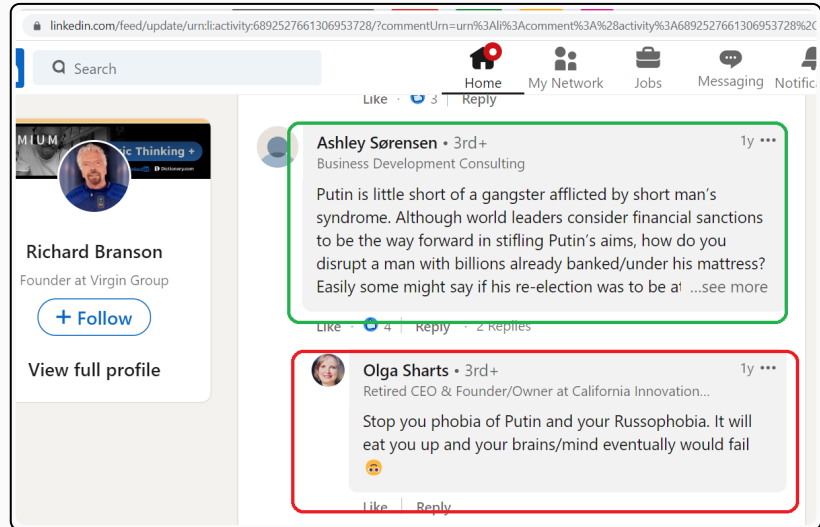 linkedin.com/feed/update/urn:li:activity:6892527661306953728/?commentUrn=urn%3Ali%3Acomment%3A%28activity%3A6892527661306953728%2C
Search
Home
My Network
Jobs
Messaging
Notific
Like · 3 | Reply
MIUM
ic Thinking +
Dictionary.com
Richard Branson
Founder at Virgin Group
+ Follow
View full profile
Ashley Sørensen • 3rd+
1y •••
Business Development Consulting
Putin is little short of a gangster afflicted by short man's
syndrome. Although world leaders consider financial sanctions
to be the way forward in stifling Putin's aims, how do you
disrupt a man with billions already banked/under his mattress?
Easily some might say if his re-election was to be at ...see more
Like · 4 | Reply · 2 Replies
Olga Sharts • 3rd+
1y •••
Retired CEO & Founder/Owner at California Innovation...
Stop you phobia of Putin and your Russophobia. It will
eat you up and your brains/mind eventually would fail
🙃
Like | Reply